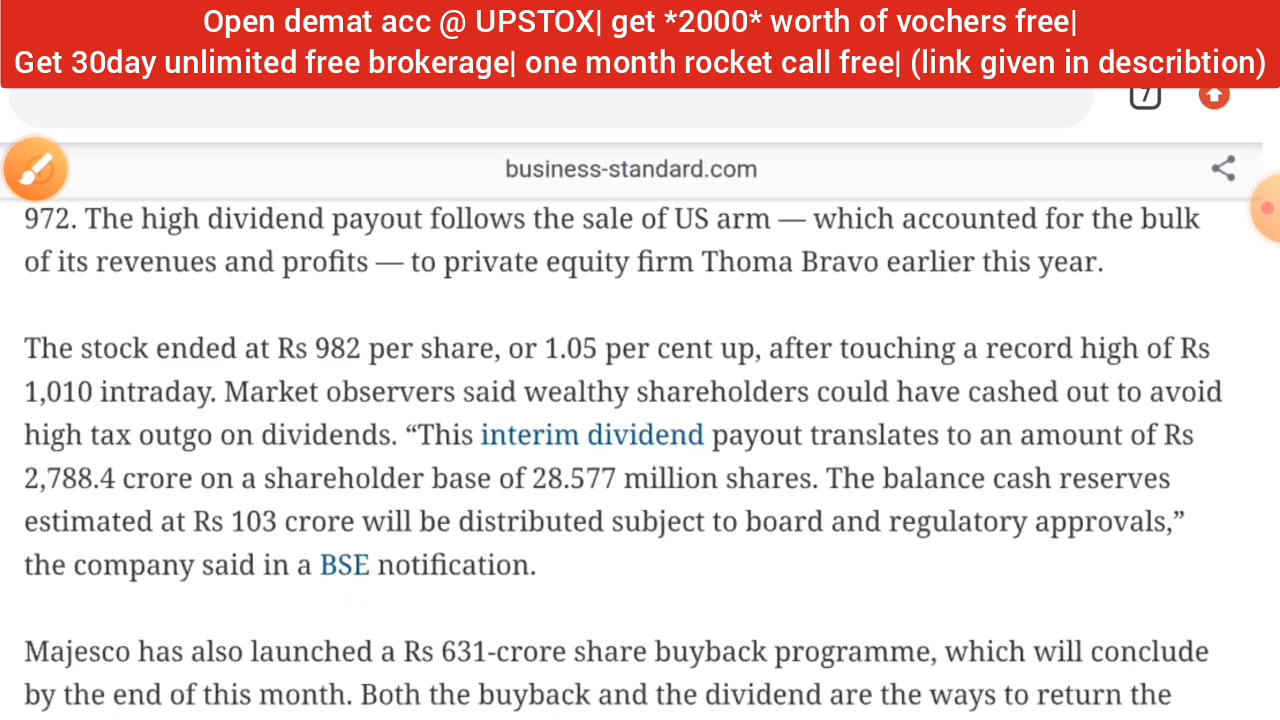 Open demat acc @ UPSTOX| get *2000* worth of vochers free|
Get 30day unlimited free brokerage| one month rocket call free| (link given in describtion)
7
business-standard.com
972. The high dividend payout follows the sale of US arm — which accounted for the bulk
of its revenues and profits — to private equity firm Thoma Bravo earlier this year.
The stock ended at Rs 982 per share, or 1.05 per cent up, after touching a record high of Rs
1,010 intraday. Market observers said wealthy shareholders could have cashed out to avoid
high tax outgo on dividends. “This interim dividend payout translates to an amount of Rs
2,788.4 crore on a shareholder base of 28.577 million shares. The balance cash reserves
estimated at Rs 103 crore will be distributed subject to board and regulatory approvals,”
the company said in a BSE notification.
Majesco has also launched a Rs 631-crore share buyback programme, which will conclude
by the end of this month. Both the buyback and the dividend are the ways to return the